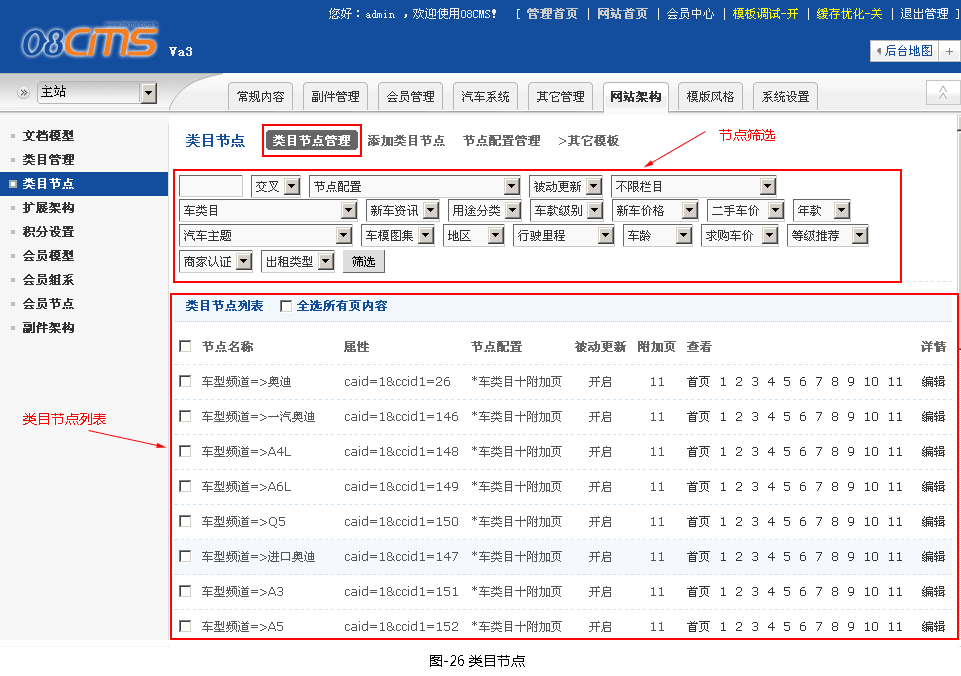 您好：admin ，欢迎使用08CMS! [ 管理首页 | 网站首页 | 会员中心 | 模板调试-开 | 缓存优化-关 | 退出管理 ]
08CMS Va3
后台地图 +
主站
常规内容 副件管理 会员管理 汽车系统 其它管理 网站架构 模版风格 系统设置
文档模型
类目管理
类目节点
扩展架构
积分设置
会员模型
会员组系
会员节点
副件架构
类目节点 类目节点管理 添加类目节点 节点配置管理 >其它模板
节点筛选
交叉 节点配置 被动更新 不限栏目
车类目 新车资讯 用途分类 车款级别 新车价格 二手车价 年款
汽车主题 车模图集 地区 行驶里程 车龄 求购车价 等级推荐
商家认证 出租类型 筛选
类目节点列表 全选所有页内容
节点名称 属性 节点配置 被动更新 附加页 查看 详情
车型频道=>奥迪 caid=1&ccid1=26 *车类目十附加页 开启 11 首页 1 2 3 4 5 6 7 8 9 10 11 编辑
车型频道=>一汽奥迪 caid=1&ccid1=146 *车类目十附加页 开启 11 首页 1 2 3 4 5 6 7 8 9 10 11 编辑
类目节点列表
车型频道=>A4L caid=1&ccid1=148 *车类目十附加页 开启 11 首页 1 2 3 4 5 6 7 8 9 10 11 编辑
车型频道=>A6L caid=1&ccid1=149 *车类目十附加页 开启 11 首页 1 2 3 4 5 6 7 8 9 10 11 编辑
车型频道=>Q5 caid=1&ccid1=150 *车类目十附加页 开启 11 首页 1 2 3 4 5 6 7 8 9 10 11 编辑
车型频道=>进口奥迪 caid=1&ccid1=147 *车类目十附加页 开启 11 首页 1 2 3 4 5 6 7 8 9 10 11 编辑
车型频道=>A3 caid=1&ccid1=151 *车类目十附加页 开启 11 首页 1 2 3 4 5 6 7 8 9 10 11 编辑
车型频道=>A5 caid=1&ccid1=152 *车类目十附加页 开启 11 首页 1 2 3 4 5 6 7 8 9 10 11 编辑
图-26 类目节点